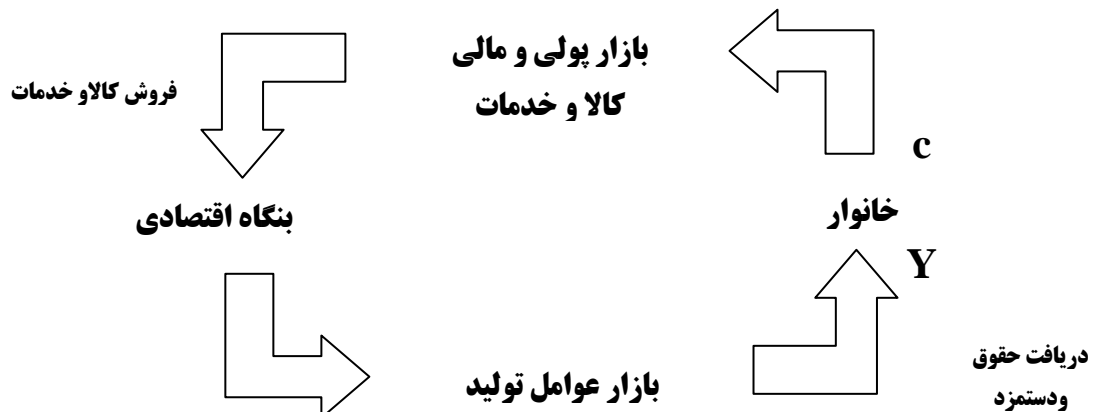 بازار پولی و مالی
کالا و خدمات
فروش کالاو خدمات
c
خانوار
بنگاه اقتصادی
Y
دریافت حقوق
ودستمزد
بازار عوامل تولید